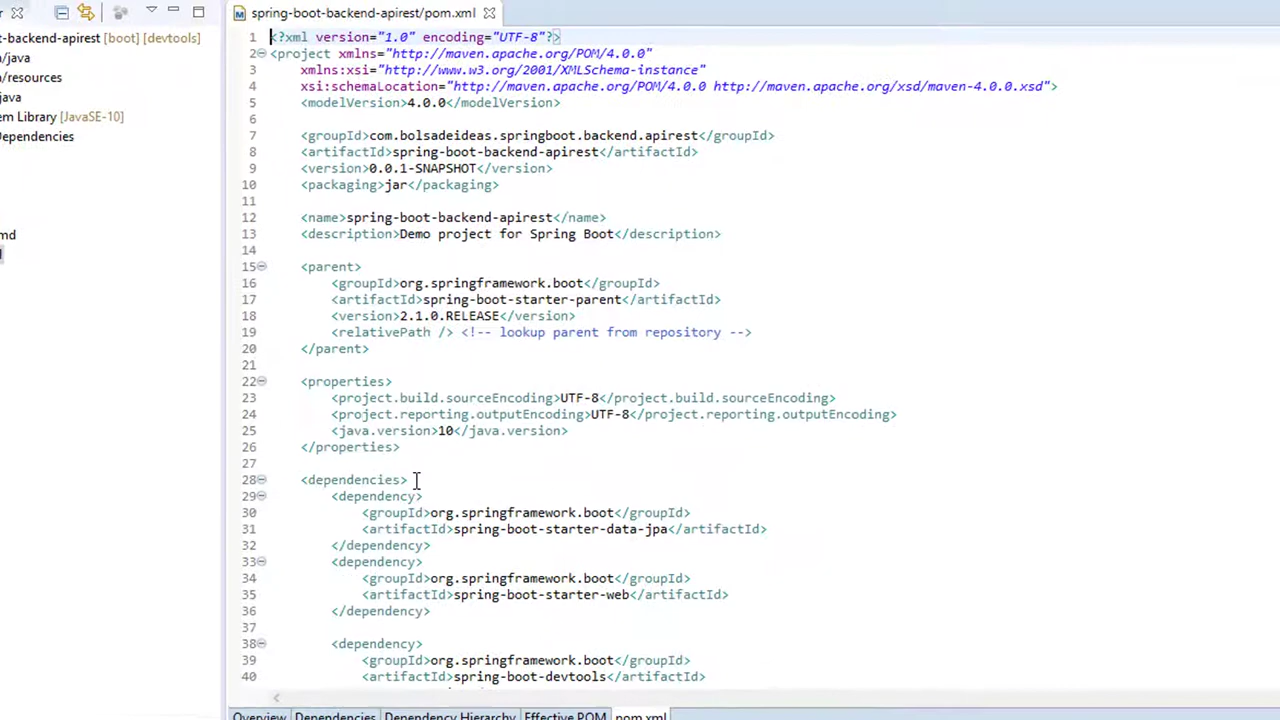 spring-boot-backend-apirest/pom.xml
t-backend-apirest [boot] [devtools]
/java
/resources
java
em Library [JavaSE-10]
Dependencies
md
1 <?xml version="1.0" encoding="UTF-8"?>
2 <project xmlns="http://maven.apache.org/POM/4.0.0"
3 xmlns:xsi="http://www.w3.org/2001/XMLSchema-instance"
4 xsi:schemaLocation="http://maven.apache.org/POM/4.0.0 http://maven.apache.org/xsd/maven-4.0.0.xsd">
5 <modelVersion>4.0.0</modelVersion>
6
7 <groupId>com.bolsadeideas.springboot.backend.apirest</groupId>
8 <artifactId>spring-boot-backend-apirest</artifactId>
9 <version>0.0.1-SNAPSHOT</version>
10 <packaging>jar</packaging>
11
12 <name>spring-boot-backend-apirest</name>
13 <description>Demo project for Spring Boot</description>
14
15 <parent>
16 <groupId>org.springframework.boot</groupId>
17 <artifactId>spring-boot-starter-parent</artifactId>
18 <version>2.1.0.RELEASE</version>
19 <relativePath /> <!-- lookup parent from repository -->
20 </parent>
21
22 <properties>
23 <project.build.sourceEncoding>UTF-8</project.build.sourceEncoding>
24 <project.reporting.outputEncoding>UTF-8</project.reporting.outputEncoding>
25 <java.version>10</java.version>
26 </properties>
27
28 <dependencies>
29 <dependency>
30 <groupId>org.springframework.boot</groupId>
31 <artifactId>spring-boot-starter-data-jpa</artifactId>
32 </dependency>
33 <dependency>
34 <groupId>org.springframework.boot</groupId>
35 <artifactId>spring-boot-starter-web</artifactId>
36 </dependency>
37
38 <dependency>
39 <groupId>org.springframework.boot</groupId>
40 <artifactId>spring-boot-devtools</artifactId>
Overview Dependencies Dependency Hierarchy Effective POM pom.xml